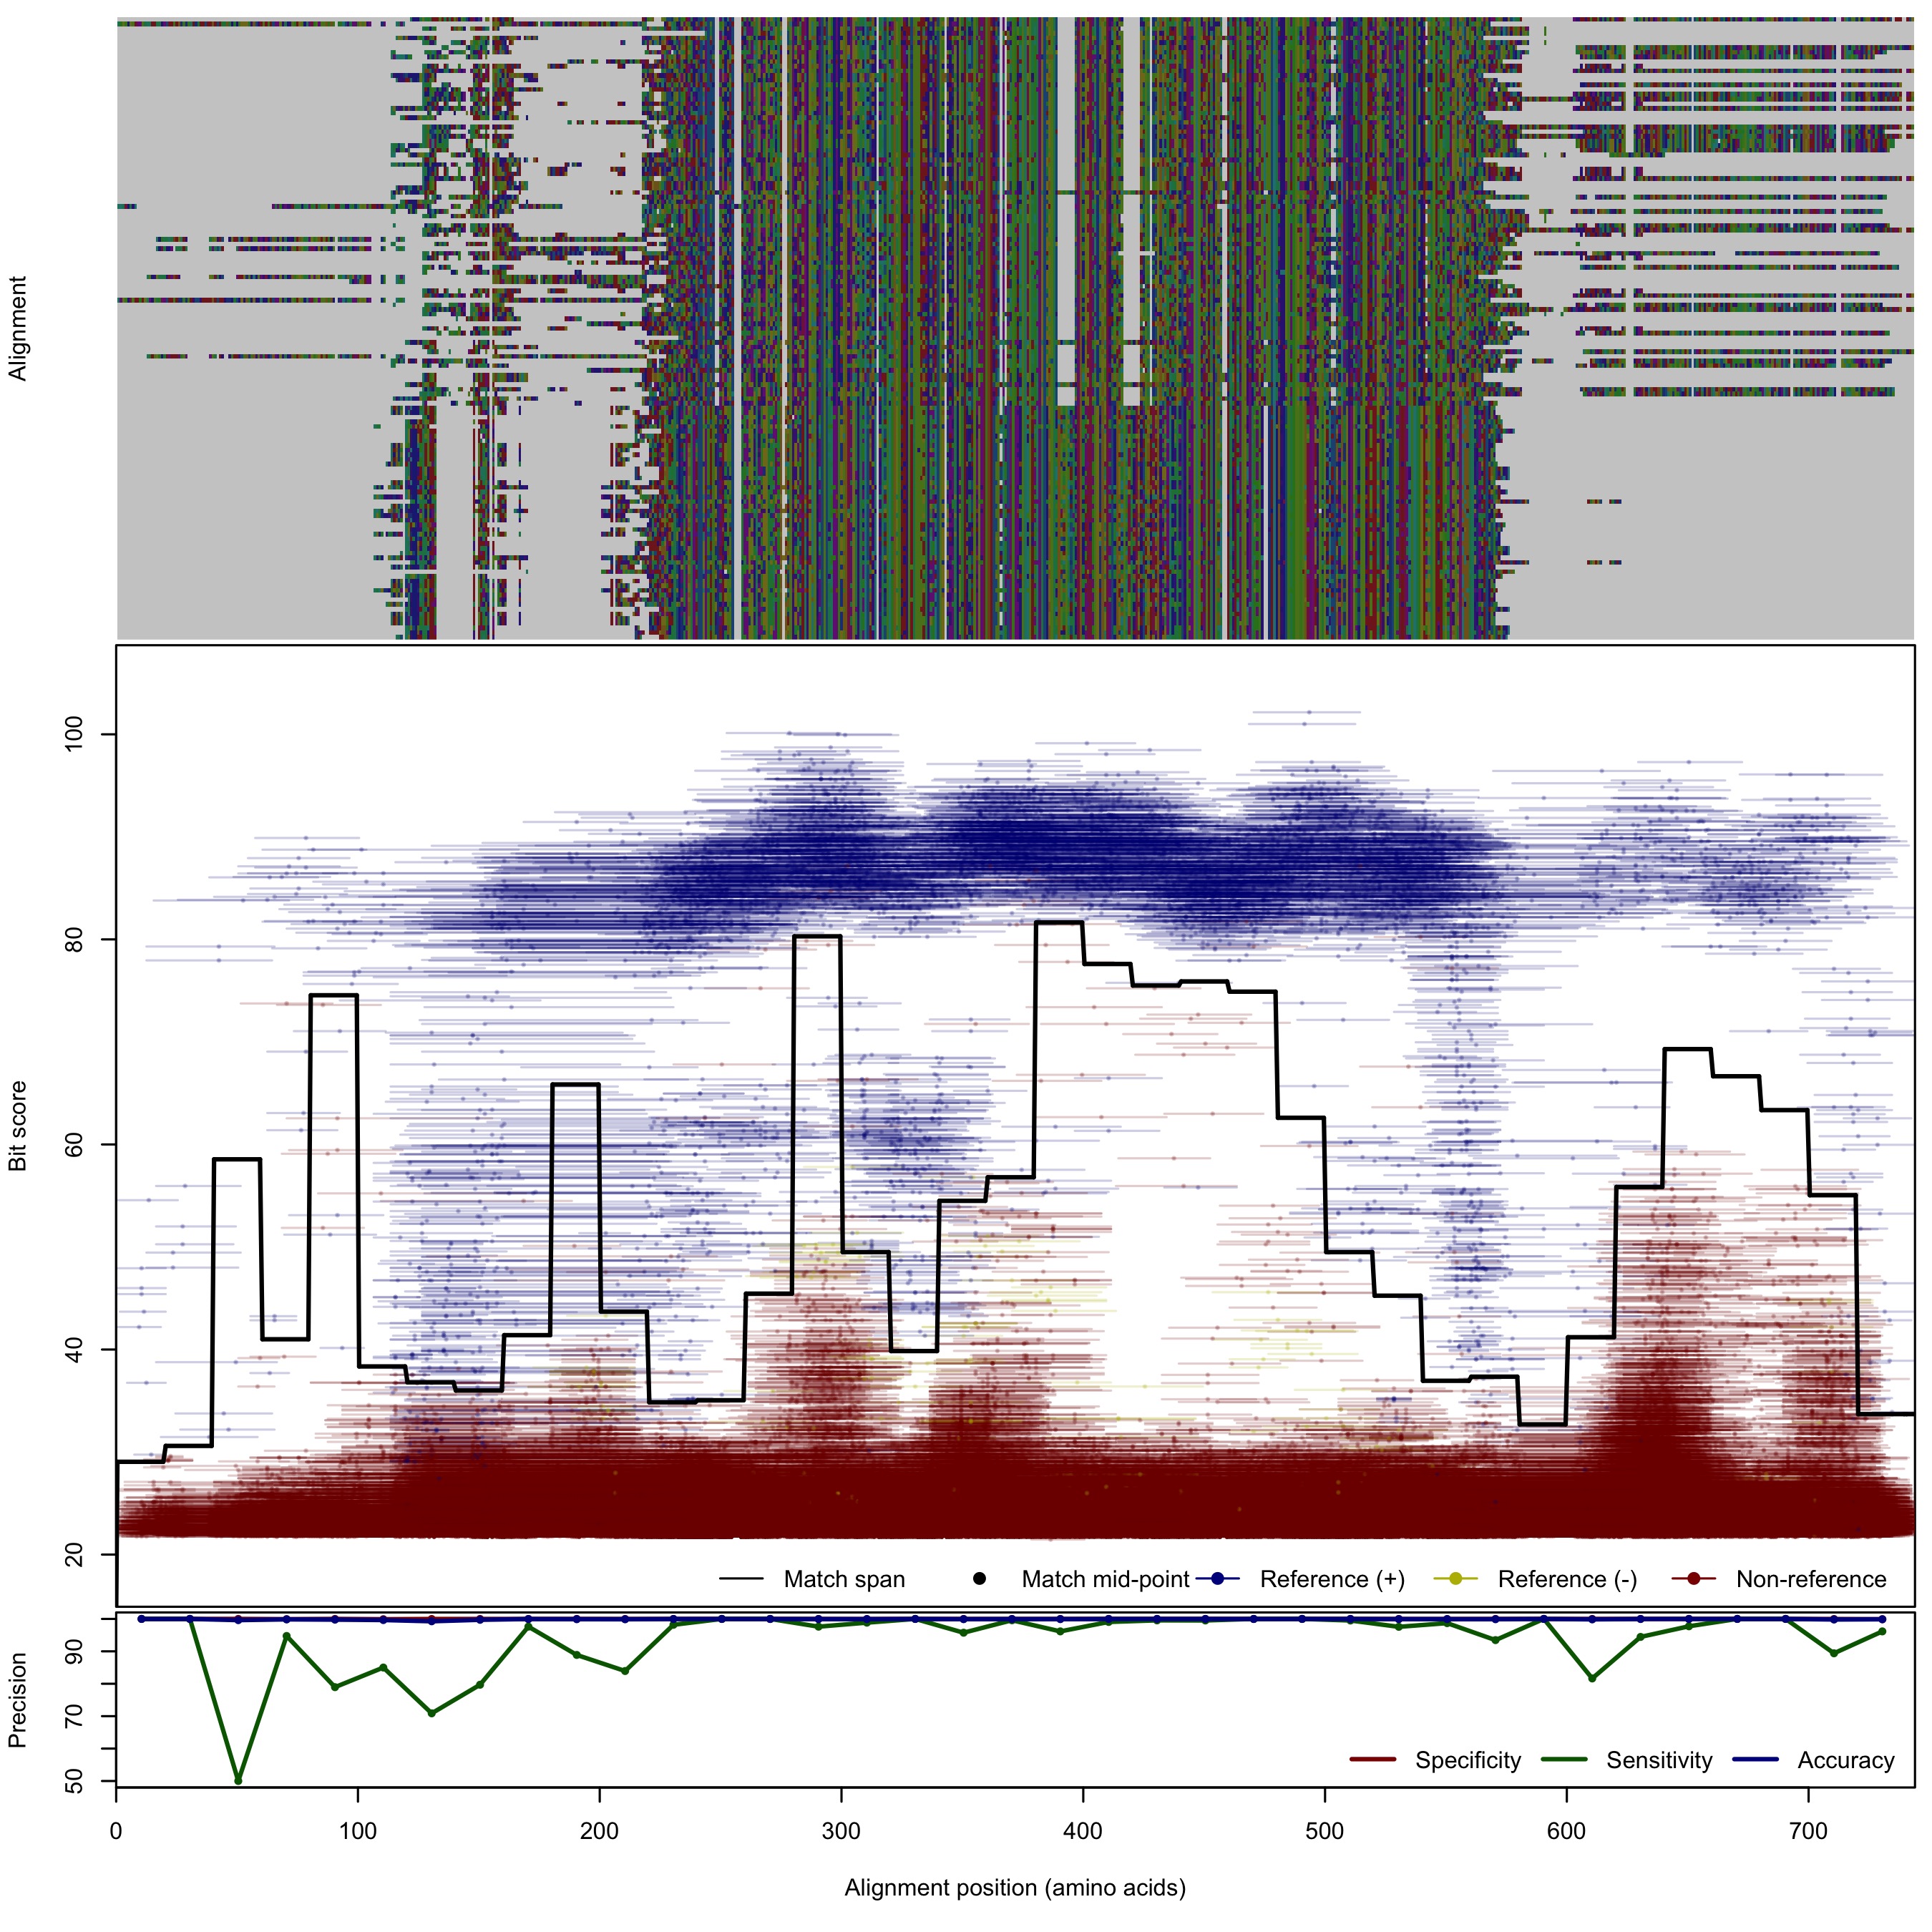 Alignment
Bit score
100
80
60
40
20
Match span Match mid-point Reference (+) Reference (-) Non-reference
Precision
90
70
50
Specificity Sensitivity Accuracy
0 100 200 300 400 500 600 700
Alignment position (amino acids)